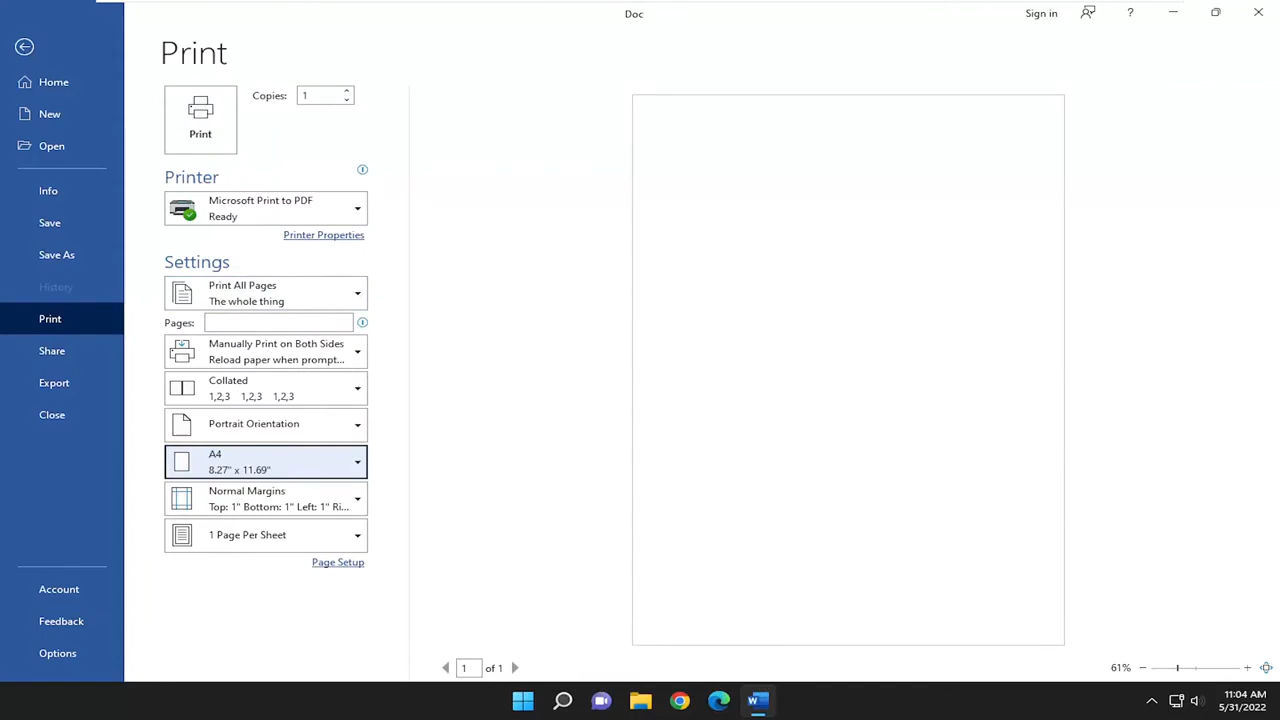 Doc
Sign in
?
Print
Home
New
Open
Info
Save
Save As
History
Print
Share
Export
Close
Account
Feedback
Options
Print
Copies: 1
Printer
Microsoft Print to PDF
Ready
Printer Properties
Settings
Print All Pages
The whole thing
Pages:
Manually Print on Both Sides
Reload paper when prompt...
Collated
1,2,3 1,2,3 1,2,3
Portrait Orientation
A4
8.27" x 11.69"
Normal Margins
Top: 1" Bottom: 1" Left: 1" Ri...
1 Page Per Sheet
Page Setup
1 of 1
61%
11:04 AM
5/31/2022